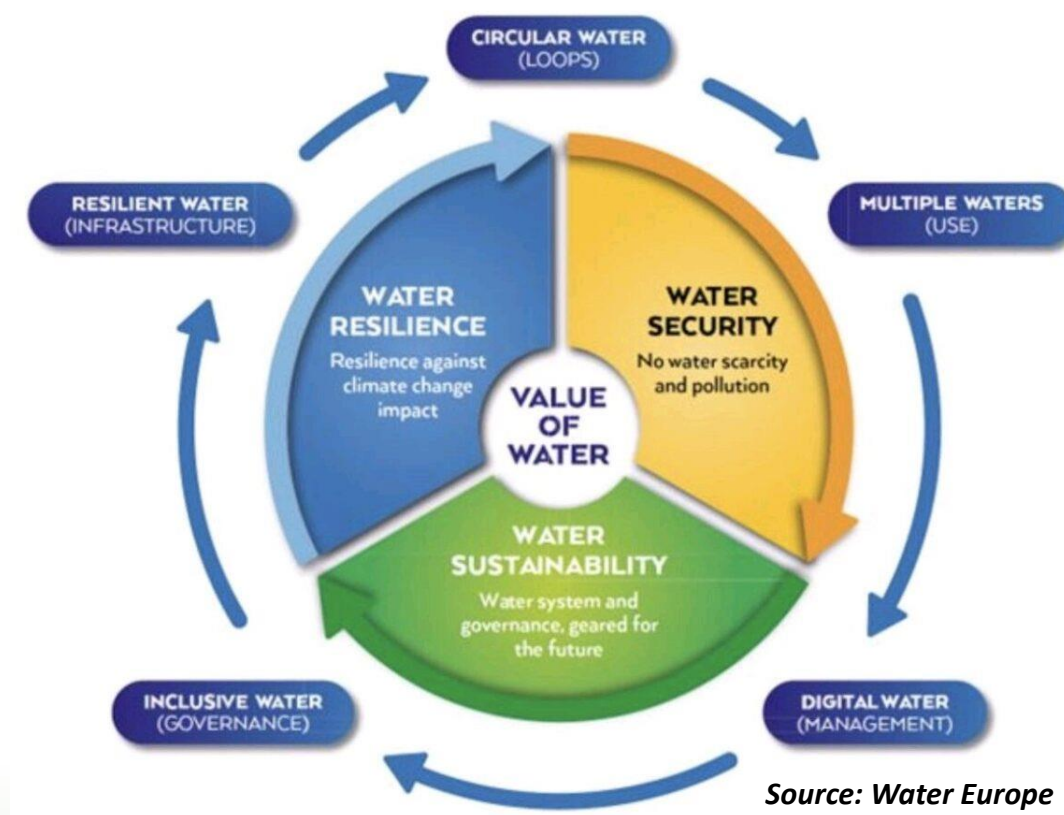 CIRCULAR WATER
(LOOPS)
RESILIENT WATER
(INFRASTRUCTURE)
MULTIPLE WATERS
(USE)
WATER
RESILIENCE
Resilience against
climate change
impact
WATER
SECURITY
No water scarcity
and pollution
VALUE
OF
WATER
WATER
SUSTAINABILITY
Water system and
governance, geared for
the future
INCLUSIVE WATER
(GOVERNANCE)
DIGITAL WATER
(MANAGEMENT)
Source: Water Europe